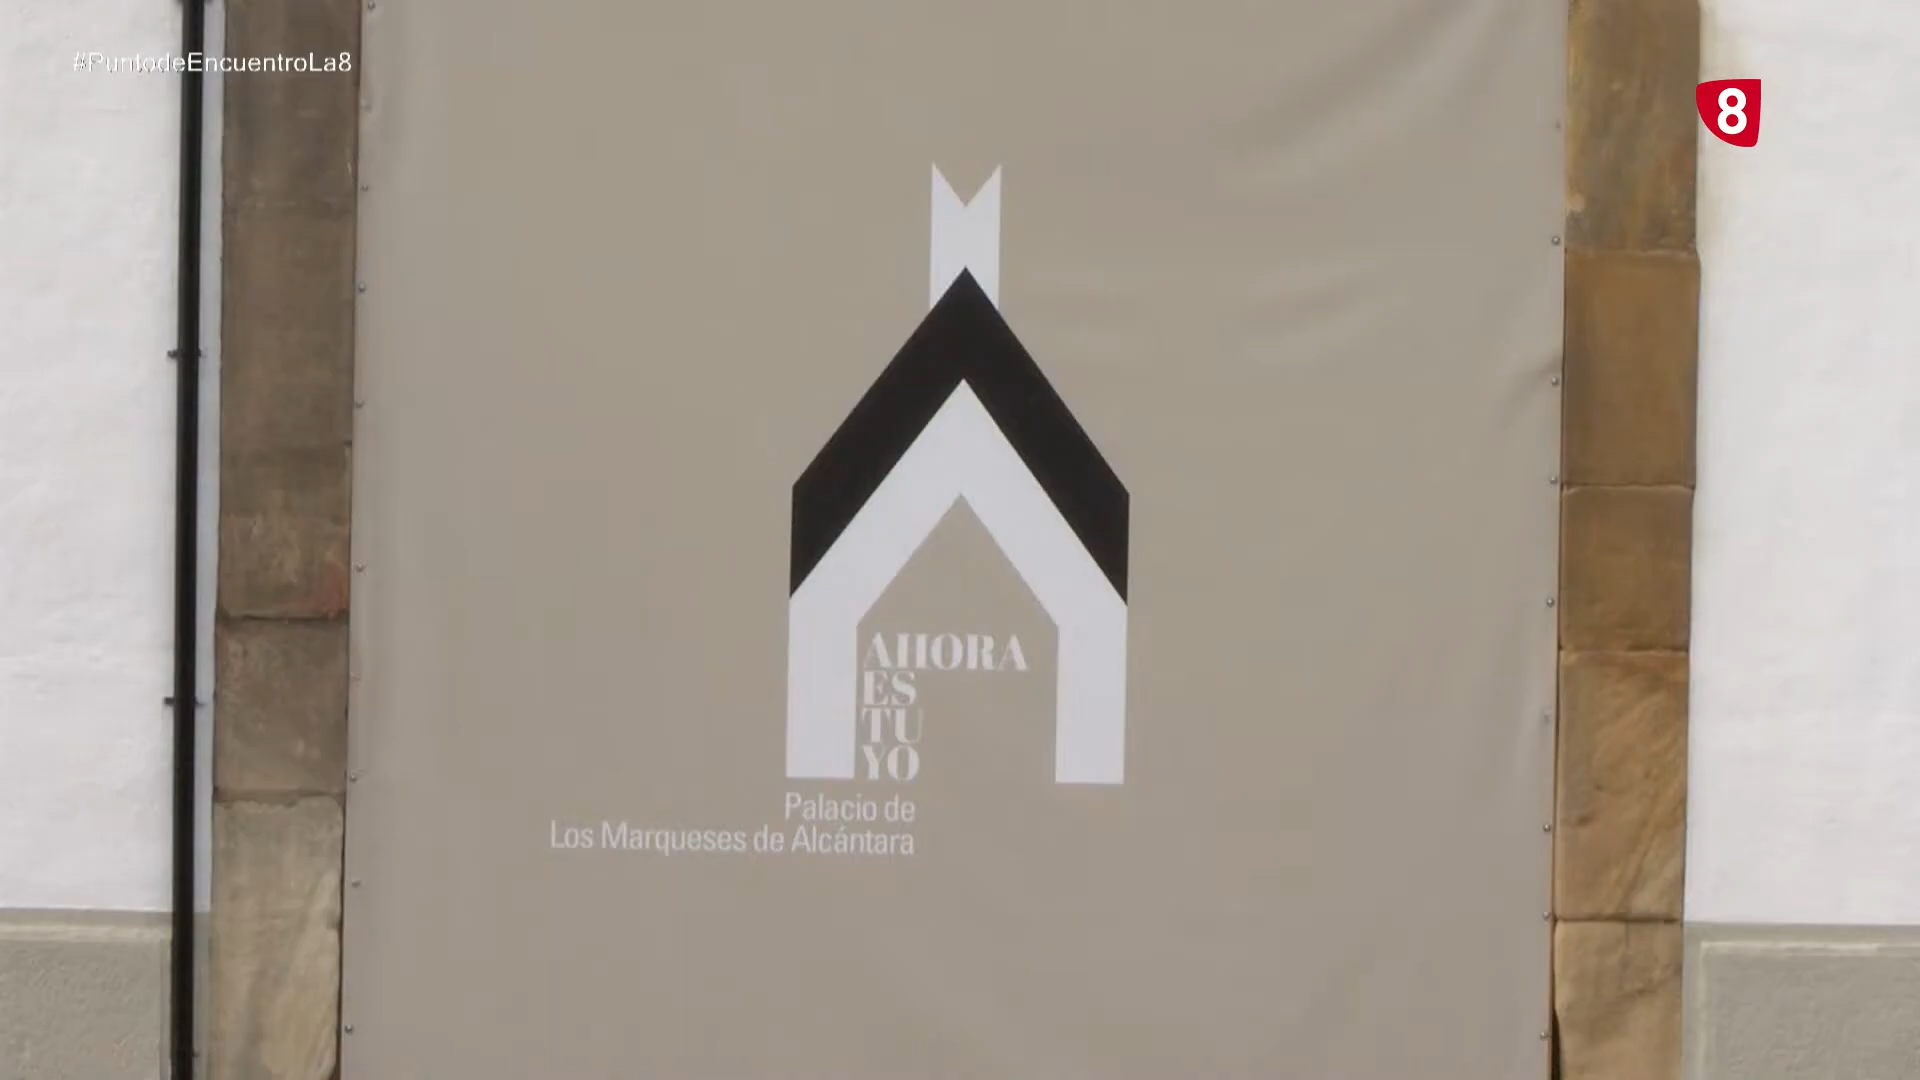 #PuntodeEncuentroLa8
8
AHORA
ES
TU
YO
Palacio de
Los Marqueses de Alcántara